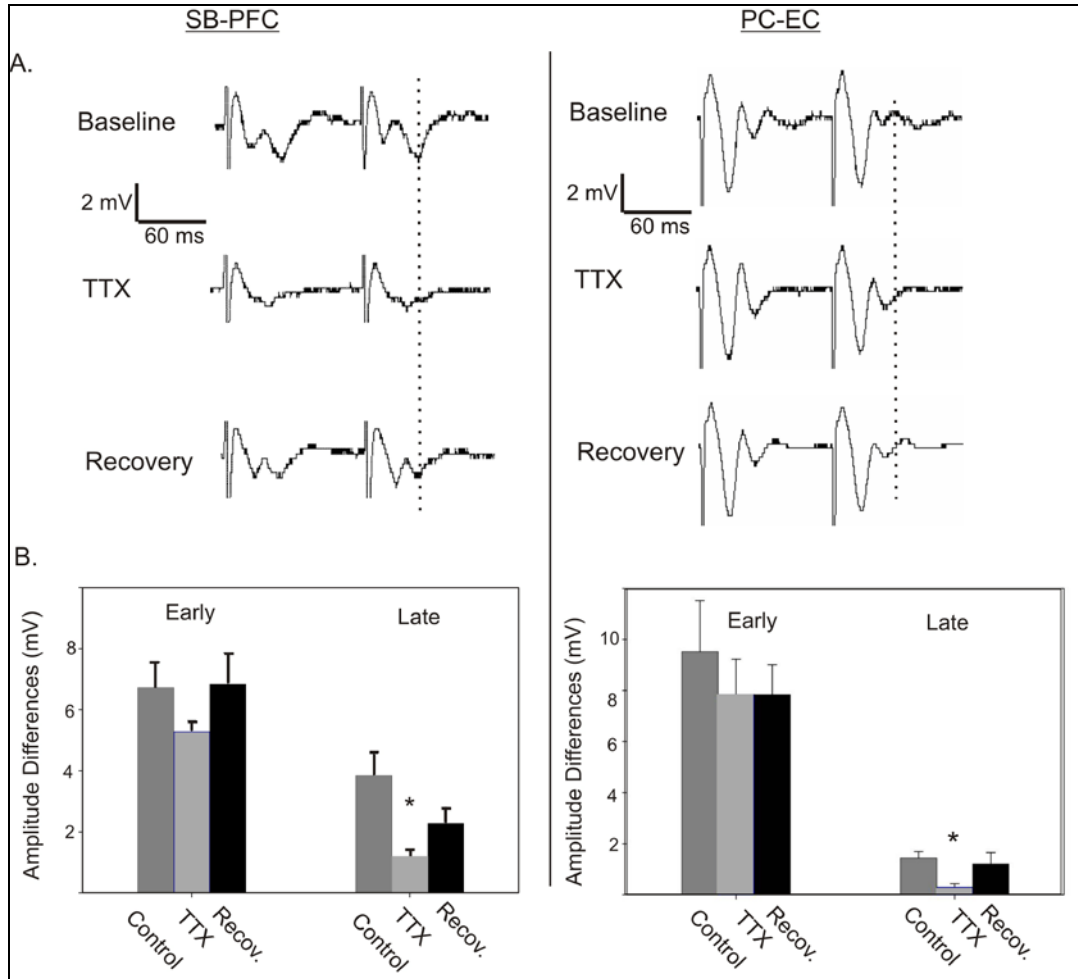 SB-PFC
PC-EC
A.
Baseline
2 mV
60 ms
TTX
Recovery
Baseline
2 mV
60 ms
TTX
Recovery
B.
Amplitude Differences (mV)
8
6
4
2
Early
Late
*
Control
TTX
Recov.
Control
TTX
Recov.
Amplitude Differences (mV)
10
8
6
4
2
Early
Late
*
Control
TTX
Recov.
Control
TTX
Recov.